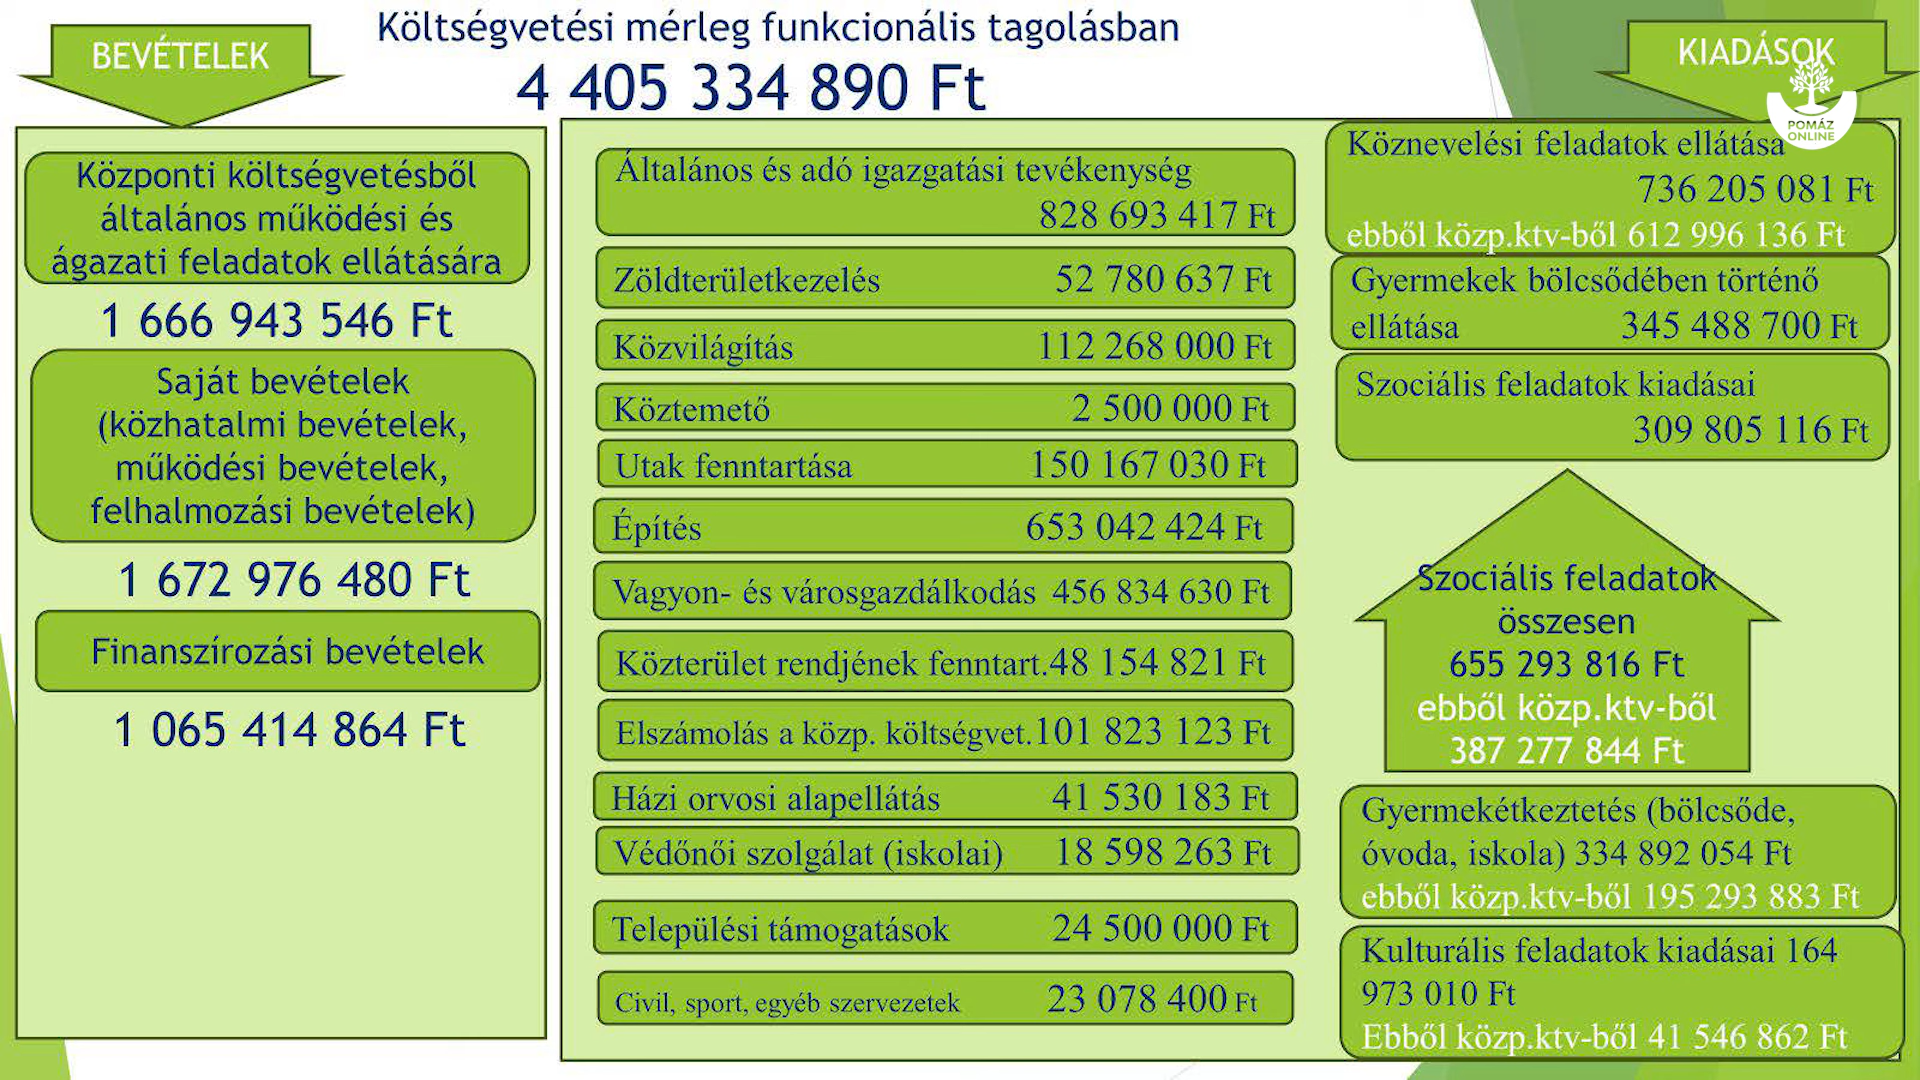 Költségvetési mérleg funkcionális tagolásban
4 405 334 890 Ft
BEVÉTELEK
Központi költségvetésből
általános működési és
ágazati feladatok ellátására
1 666 943 546 Ft
Saját bevételek
(közhatalmi bevételek,
működési bevételek,
felhalmozási bevételek)
1 672 976 480 Ft
Finanszírozási bevételek
1 065 414 864 Ft
KIADÁSOK
POMÁZ
ONLINE
Általános és adó igazgatási tevékenység
828 693 417 Ft
Zöldterületkezelés 52 780 637 Ft
Közvilágítás 112 268 000 Ft
Köztemető 2 500 000 Ft
Utak fenntartása 150 167 030 Ft
Építés 653 042 424 Ft
Vagyon- és városgazdálkodás 456 834 630 Ft
Közterület rendjének fenntart.48 154 821 Ft
Elszámolás a közp. költségvet.101 823 123 Ft
Házi orvosi alapellátás 41 530 183 Ft
Védőnői szolgálat (iskolai) 18 598 263 Ft
Települési támogatások 24 500 000 Ft
Civil, sport, egyéb szervezetek 23 078 400 Ft
Köznevelési feladatok ellátása
736 205 081 Ft
ebből közp.ktv-ből 612 996 136 Ft
Gyermekek bölcsődében történő
ellátása 345 488 700 Ft
Szociális feladatok kiadásai
309 805 116 Ft
Szociális feladatok
összesen
655 293 816 Ft
ebből közp.ktv-ből
387 277 844 Ft
Gyermekétkeztetés (bölcsőde,
óvoda, iskola) 334 892 054 Ft
ebből közp.ktv-ből 195 293 883 Ft
Kulturális feladatok kiadásai 164
973 010 Ft
Ebből közp.ktv-ből 41 546 862 Ft